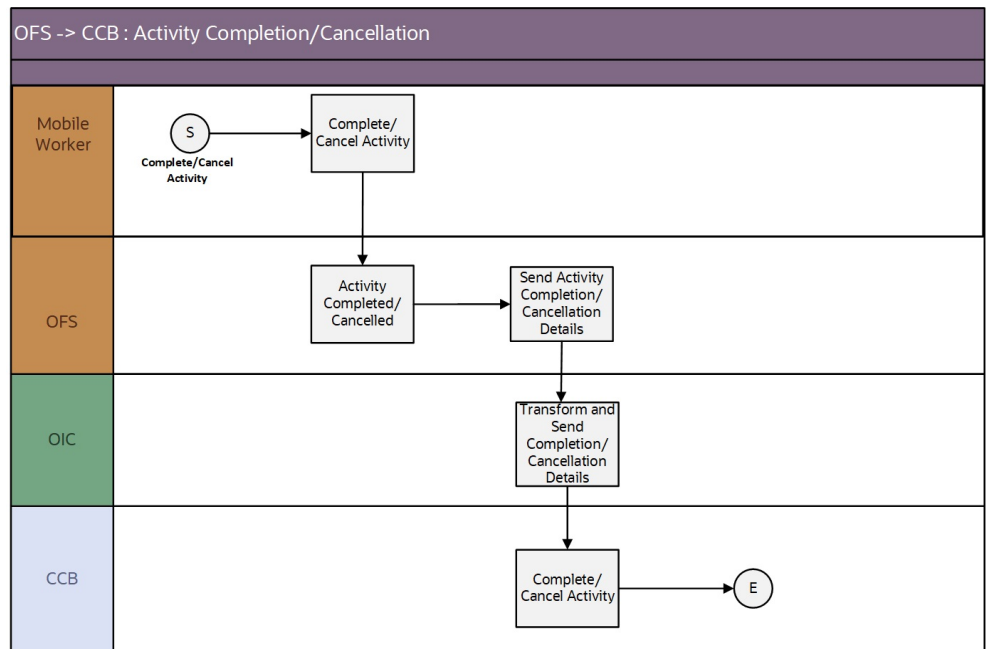 OFS -> CCB : Activity Completion/Cancellation
Mobile
Worker
S
Complete/Cancel
Activity
Complete/
Cancel Activity
OFS
Activity
Completed/
Cancelled
Send Activity
Completion/
Cancellation
Details
OIC
Transform and
Send
Completion/
Cancellation
Details
CCB
Complete/
Cancel Activity
E